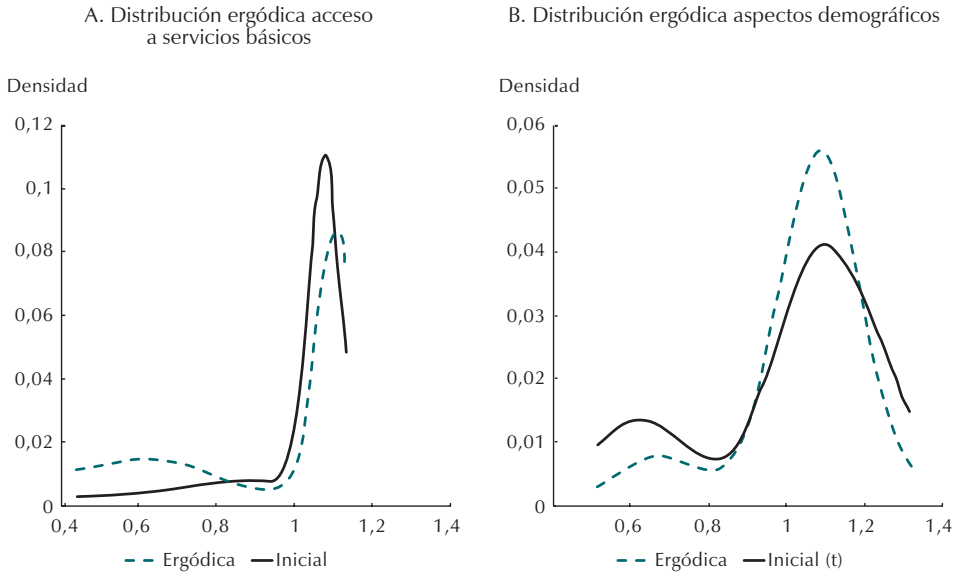 A. Distribución ergódica acceso
a servicios básicos
Densidad
0,12
0,1
0,08
0,06
0,04
0,02
0
0,4 0,6 0,8 1 1,2 1,4
Ergódica Inicial
B. Distribución ergódica aspectos demográficos
Densidad
0,06
0,05
0,04
0,03
0,02
0,01
0
0,6 0,8 1 1,2 1,4
Ergódica Inicial (t)